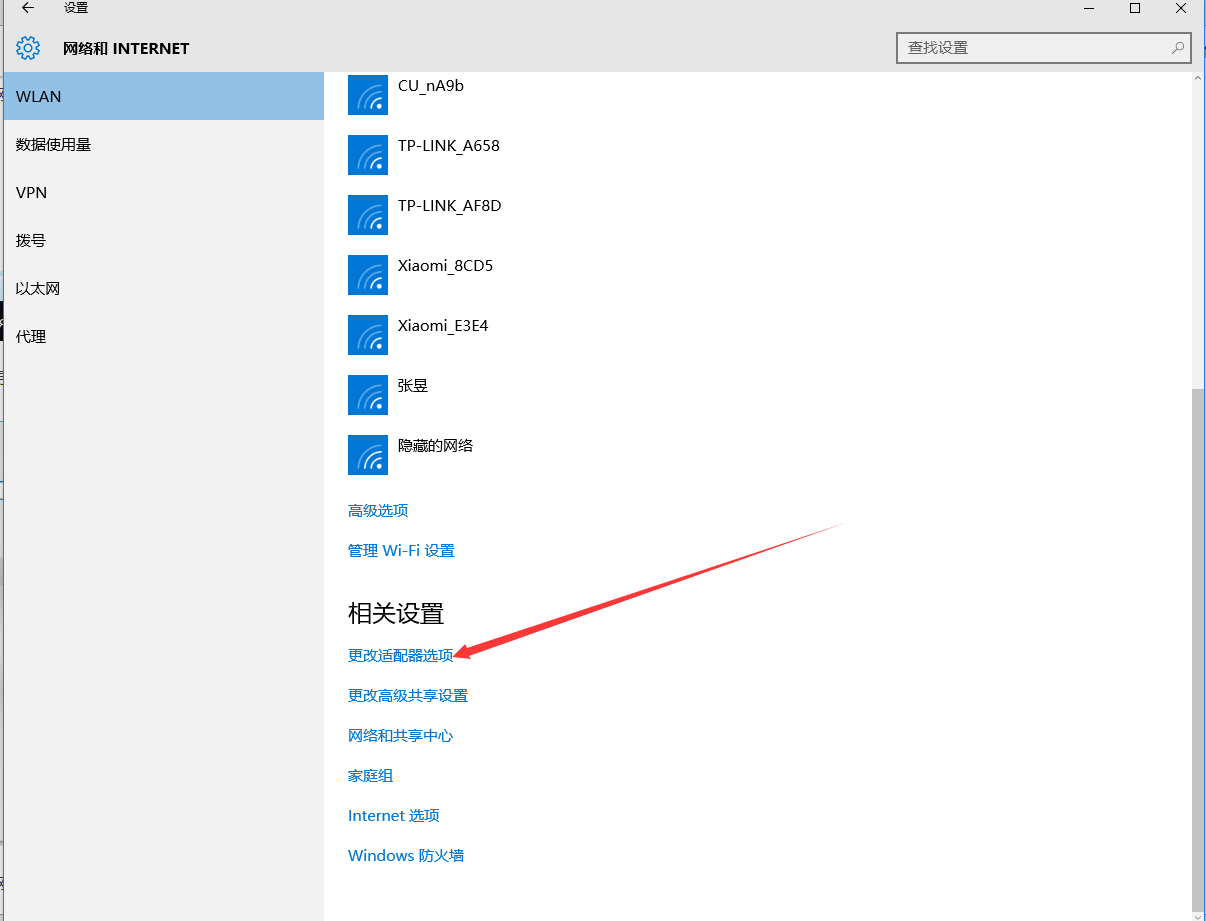 设置
网络和 INTERNET
查找设置
WLAN
数据使用量
VPN
拨号
以太网
代理
CU_nA9b
TP-LINK_A658
TP-LINK_AF8D
Xiaomi_8CD5
Xiaomi_E3E4
张昱
隐藏的网络
高级选项
管理 Wi-Fi 设置
相关设置
更改适配器选项
更改高级共享设置
网络和共享中心
家庭组
Internet 选项
Windows 防火墙